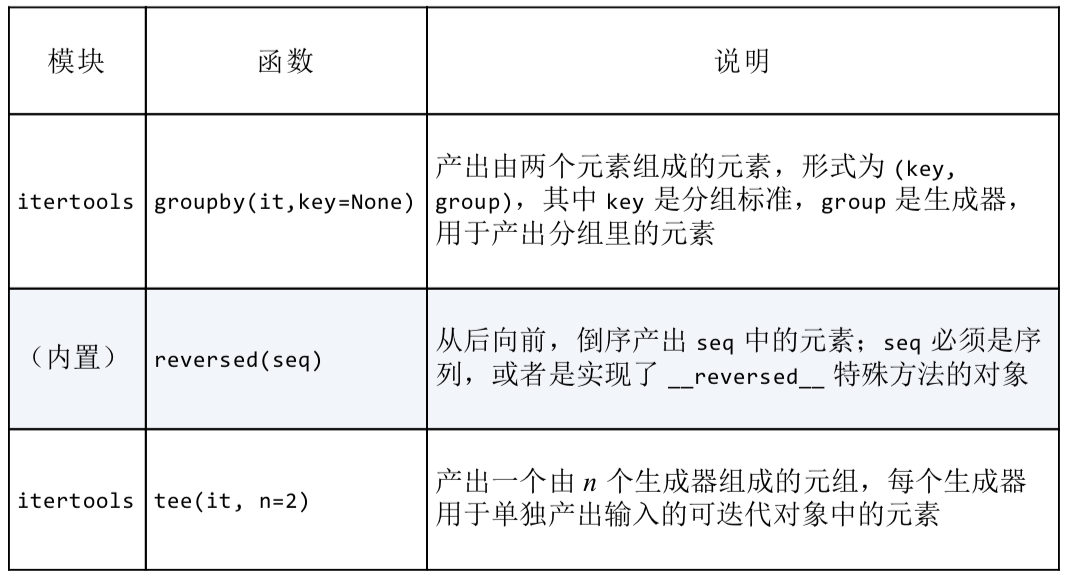 模块 函数 说明
itertools groupby(it,key=None) 产出由两个元素组成的元素，形式为 (key,
group)，其中 key 是分组标准，group 是生成器，
用于产出分组里的元素
（内置） reversed(seq) 从后向前，倒序产出 seq 中的元素；seq 必须是序
列，或者是实现了 __reversed__ 特殊方法的对象
itertools tee(it, n=2) 产出一个由 n 个生成器组成的元组，每个生成器
用于单独产出输入的可迭代对象中的元素